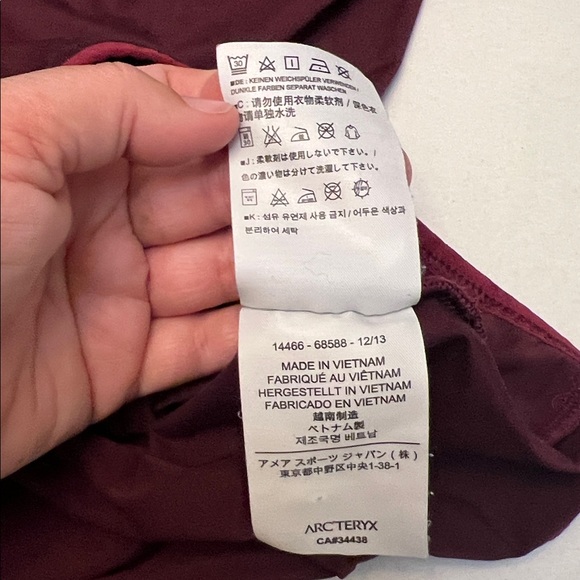 30
■DE : KEINEN WEICHSPÜLER VERWENDEN /
DUNKLE FARBEN SEPARAT WASCHEN
■C: 请勿使用衣物柔软剂 / 深色衣
物请单独水洗
30
■J : 柔軟剤は使用しないで下さい。/
色の濃い物は分けて洗濯して下さい。
■K : 섬유 유연제 사용 금지 / 어두운 색상과
분리하여 세탁
14466 - 68588 - 12/13
MADE IN VIETNAM
FABRIQUÉ AU VIÊTNAM
HERGESTELLT IN VIETNAM
FABRICADO EN VIETNAM
越南制造
ベトナム製
제조국명 베트남
アメア スポーツ ジャパン ( 株 )
東京都中野区中央1-38-1
ARC'TERYX
CA#34438